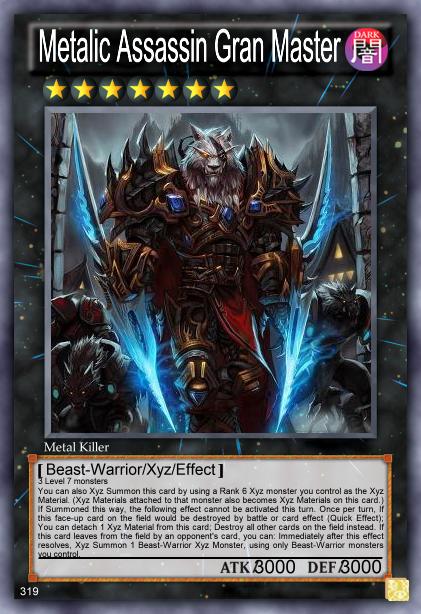 Metalic Assassin Gran Master
DARK
闇
Metal Killer
[ Beast-Warrior/Xyz/Effect ]
3 Level 7 monsters
You can also Xyz Summon this card by using a Rank 6 Xyz monster you control as the Xyz
Material. (Xyz Materials attached to that monster also becomes Xyz Materials on this card.)
If Summoned this way, the following effect cannot be activated this turn. Once per turn, If
this face-up card on the field would be destroyed by battle or card effect (Quick Effect);
You can detach 1 Xyz Material from this card; Destroy all other cards on the field instead. If
this card leaves from the field by an opponent's card, you can: Immediately after this effect
resolves, Xyz Summon 1 Beast-Warrior Xyz Monster, using only Beast-Warrior monsters
you control.
ATK/3000 DEF/3000
319